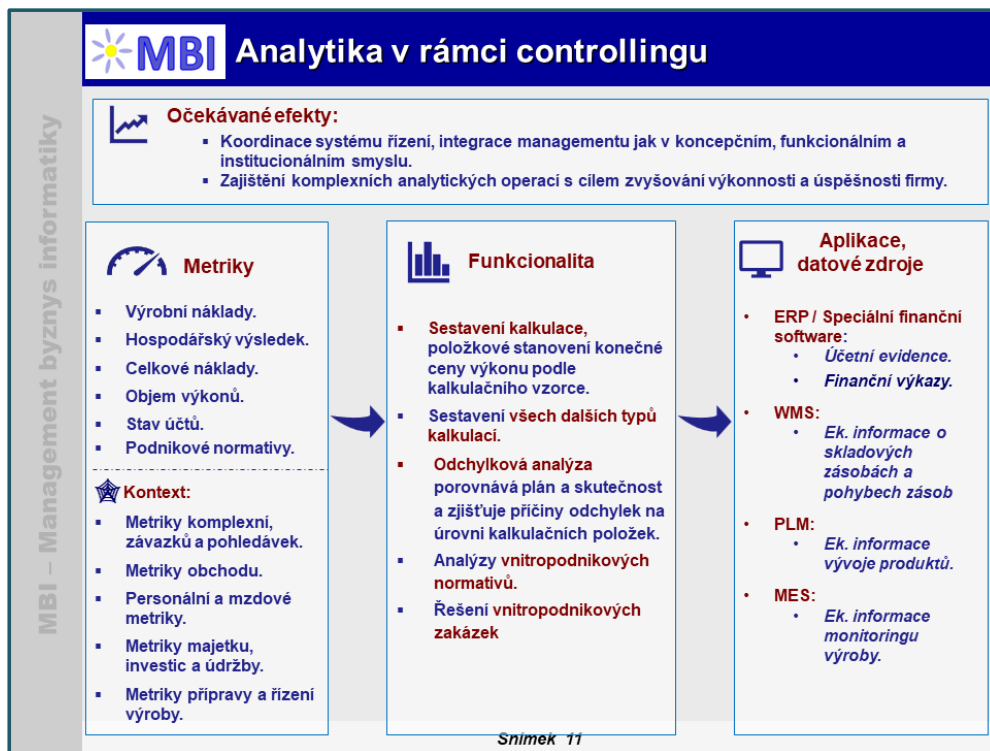 MBI
Analytika v rámci controllingu
MBI – Management byznys informatiky
Očekávané efekty:
▪ Koordinace systému řízení, integrace managementu jak v koncepčním, funkcionálním a
institucionálním smyslu.
▪ Zajištění komplexních analytických operací s cílem zvyšování výkonnosti a úspěšnosti firmy.
Metriky
▪ Výrobní náklady.
▪ Hospodářský výsledek.
▪ Celkové náklady.
▪ Objem výkonů.
▪ Stav účtů.
▪ Podnikové normativy.
Kontext:
▪ Metriky komplexní,
závazků a pohledávek.
▪ Metriky obchodu.
▪ Personální a mzdové
metriky.
▪ Metriky majetku,
investic a údržby.
▪ Metriky přípravy a řízení
výroby.
Funkcionalita
▪ Sestavení kalkulace,
položkové stanovení konečné
ceny výkonu podle
kalkulačního vzorce.
▪ Sestavení všech dalších typů
kalkulací.
▪ Odchylková analýza
porovnává plán a skutečnost
a zjišťuje příčiny odchylek na
úrovni kalkulačních položek.
▪ Analýzy vnitropodnikových
normativů.
▪ Řešení vnitropodnikových
zakázek
Aplikace,
datové zdroje
• ERP / Speciální finanční
software:
• Účetní evidence.
• Finanční výkazy.
• WMS:
• Ek. informace o
skladových
zásobách a
pohybech zásob
• PLM:
• Ek. informace
vývoje produktů.
• MES:
• Ek. informace
monitoringu
výroby.
Snímek 11